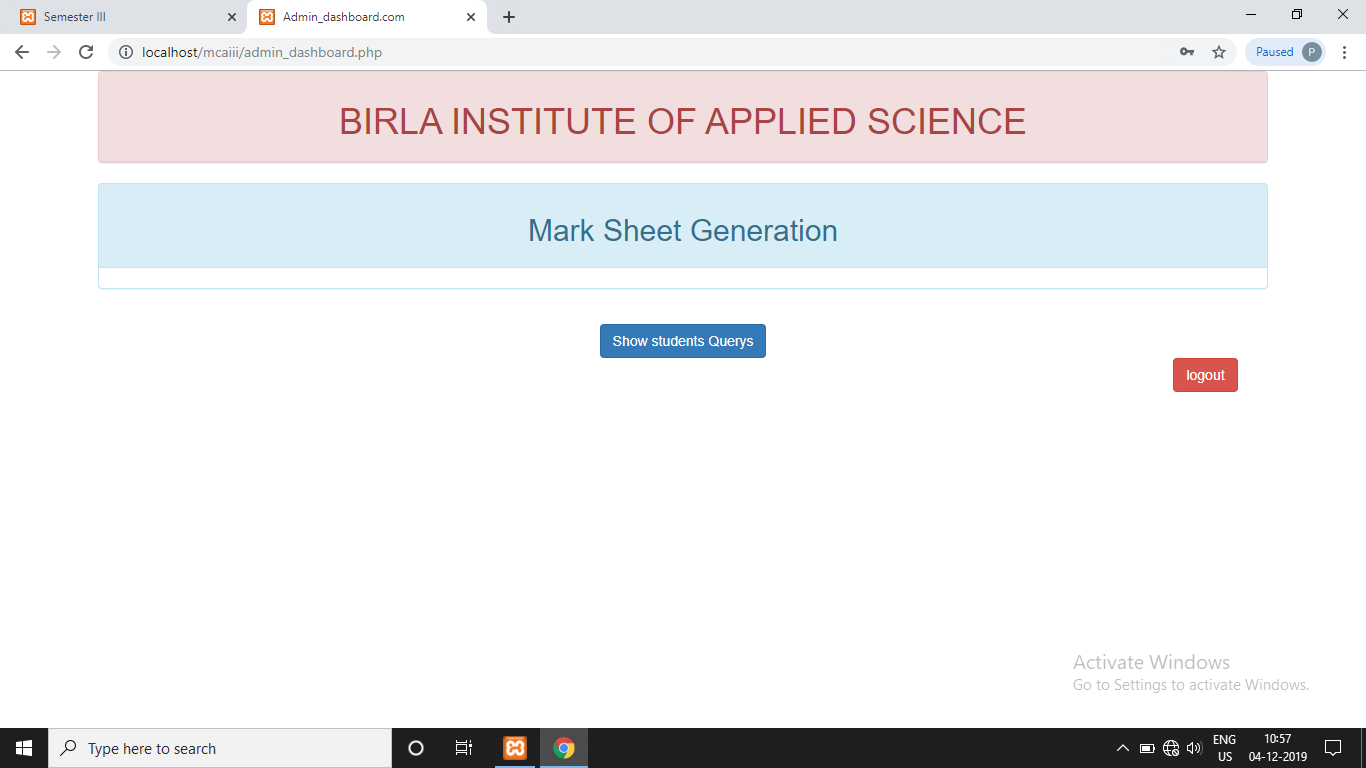 Semester III
Admin_dashboard.com
localhost/mcaiii/admin_dashboard.php
Paused P
BIRLA INSTITUTE OF APPLIED SCIENCE
Mark Sheet Generation
Show students Querys
logout
Activate Windows
Go to Settings to activate Windows.
Type here to search
ENG
US
10:57
04-12-2019